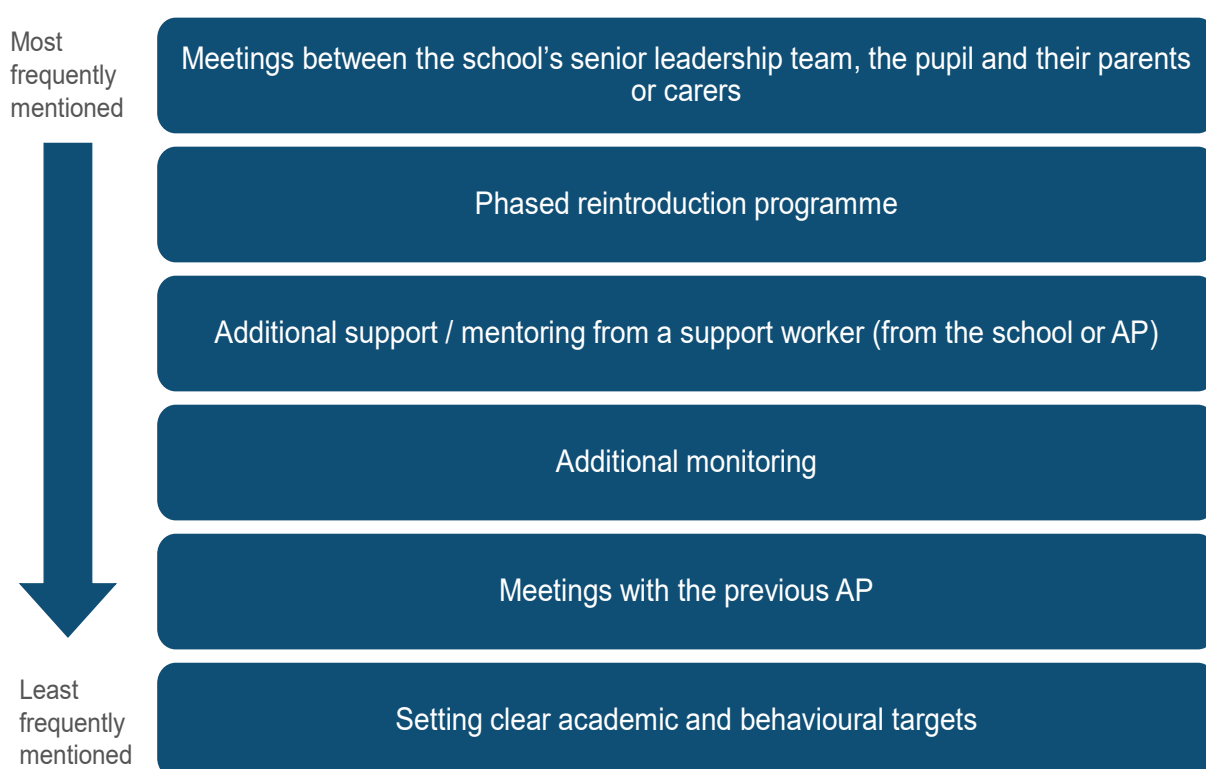 Most
frequently
mentioned
Meetings between the school's senior leadership team, the pupil and their parents
or carers
Phased reintroduction programme
Additional support / mentoring from a support worker (from the school or AP)
Additional monitoring
Meetings with the previous AP
Least
frequently
mentioned
Setting clear academic and behavioural targets